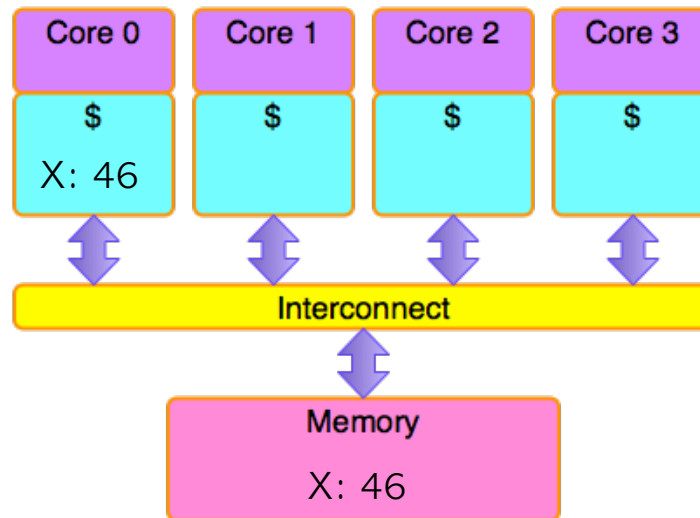 Core 0 Core 1 Core 2 Core 3
$ $ $ $
X: 46
Interconnect
Memory
X: 46